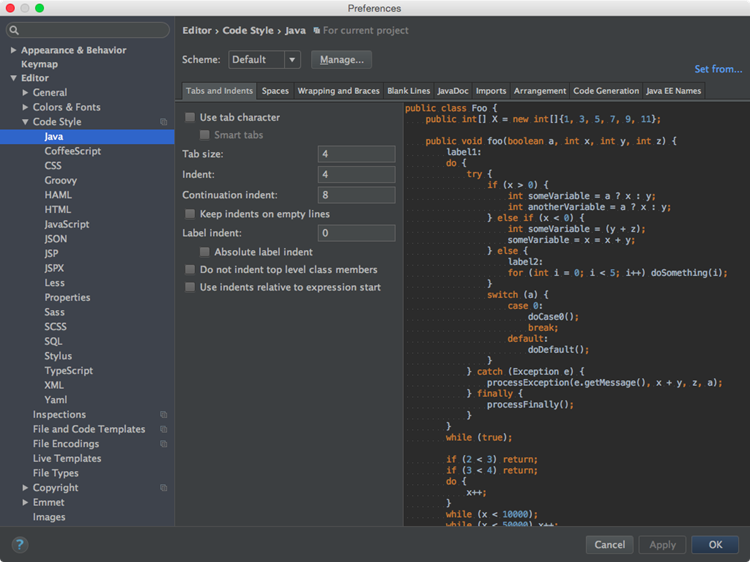 Preferences
Appearance & Behavior
Keymap
Editor
General
Colors & Fonts
Code Style
Java
CoffeeScript
CSS
Groovy
HAML
HTML
JavaScript
JSON
JSP
JSPX
Less
Properties
Sass
SCSS
SQL
Stylus
TypeScript
XML
Yaml
Inspections
File and Code Templates
File Encodings
Live Templates
File Types
Copyright
Emmet
Images
Editor › Code Style › Java For current project
Scheme: Default Manage...
Set from...
Tabs and Indents Spaces Wrapping and Braces Blank Lines JavaDoc Imports Arrangement Code Generation Java EE Names
Use tab character
Smart tabs
Tab size: 4
Indent: 4
Continuation indent: 8
Keep indents on empty lines
Label indent: 0
Absolute label indent
Do not indent top level class members
Use indents relative to expression start
public class Foo {
public int[] X = new int[]{1, 3, 5, 7, 9, 11};
public void foo(boolean a, int x, int y, int z) {
label1:
do {
try {
if (x > 0) {
int someVariable = a ? x : y;
int anotherVariable = a ? x : y;
} else if (x < 0) {
int someVariable = (y + z);
someVariable = x = x + y;
} else {
label2:
for (int i = 0; i < 5; i++) doSomething(i);
}
switch (a) {
case 0:
doCase0();
break;
default:
doDefault();
}
} catch (Exception e) {
processException(e.getMessage(), x + y, z, a);
} finally {
processFinally();
}
}
while (true);
if (2 < 3) return;
if (3 < 4) return;
do {
x++;
}
while (x < 10000);
while (x < 50000) x++;
?
Cancel Apply OK